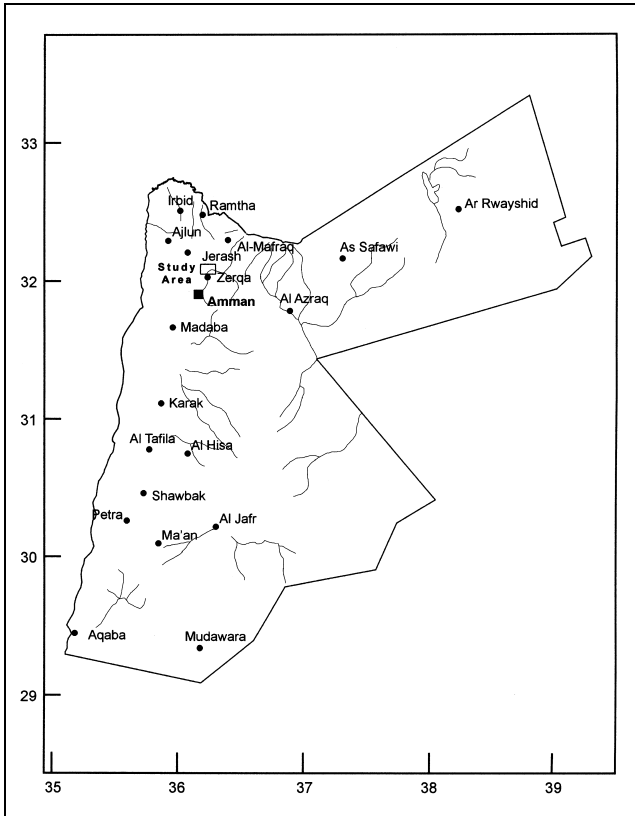 33
32
31
30
29
Irbid
Ramtha
Ajlun
Al-Mafraq
Jerash
Study
Area
Zerqa
Amman
Al Azraq
As Safawi
Ar Rwayshid
Madaba
Karak
Al Tafila
Al Hisa
Shawbak
Petra
Al Jafr
Ma'an
Aqaba
Mudawara
35
36
37
38
39